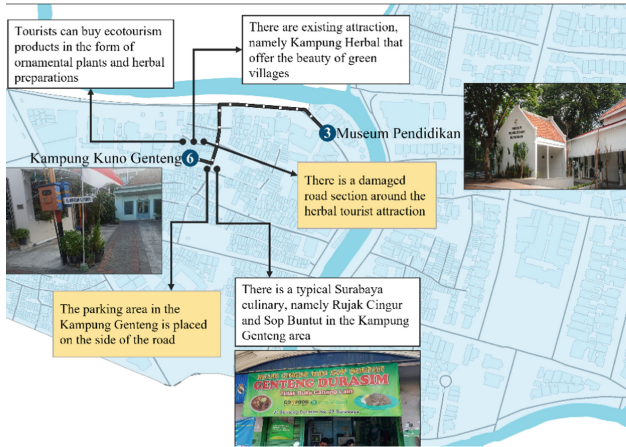 Tourists can buy ecotourism
products in the form of
ornamental plants and herbal
preparations
There are existing attraction,
namely Kampung Herbal that
offer the beauty of green
villages
3 Museum Pendidikan
Kampung Kuno Genteng 6
There is a damaged
road section around the
herbal tourist attraction
The parking area in the
Kampung Genteng is placed
on the side of the road
There is a typical Surabaya
culinary, namely Rujak Cingur
and Sop Buntut in the Kampung
Genteng area
GENTENG DURASIM